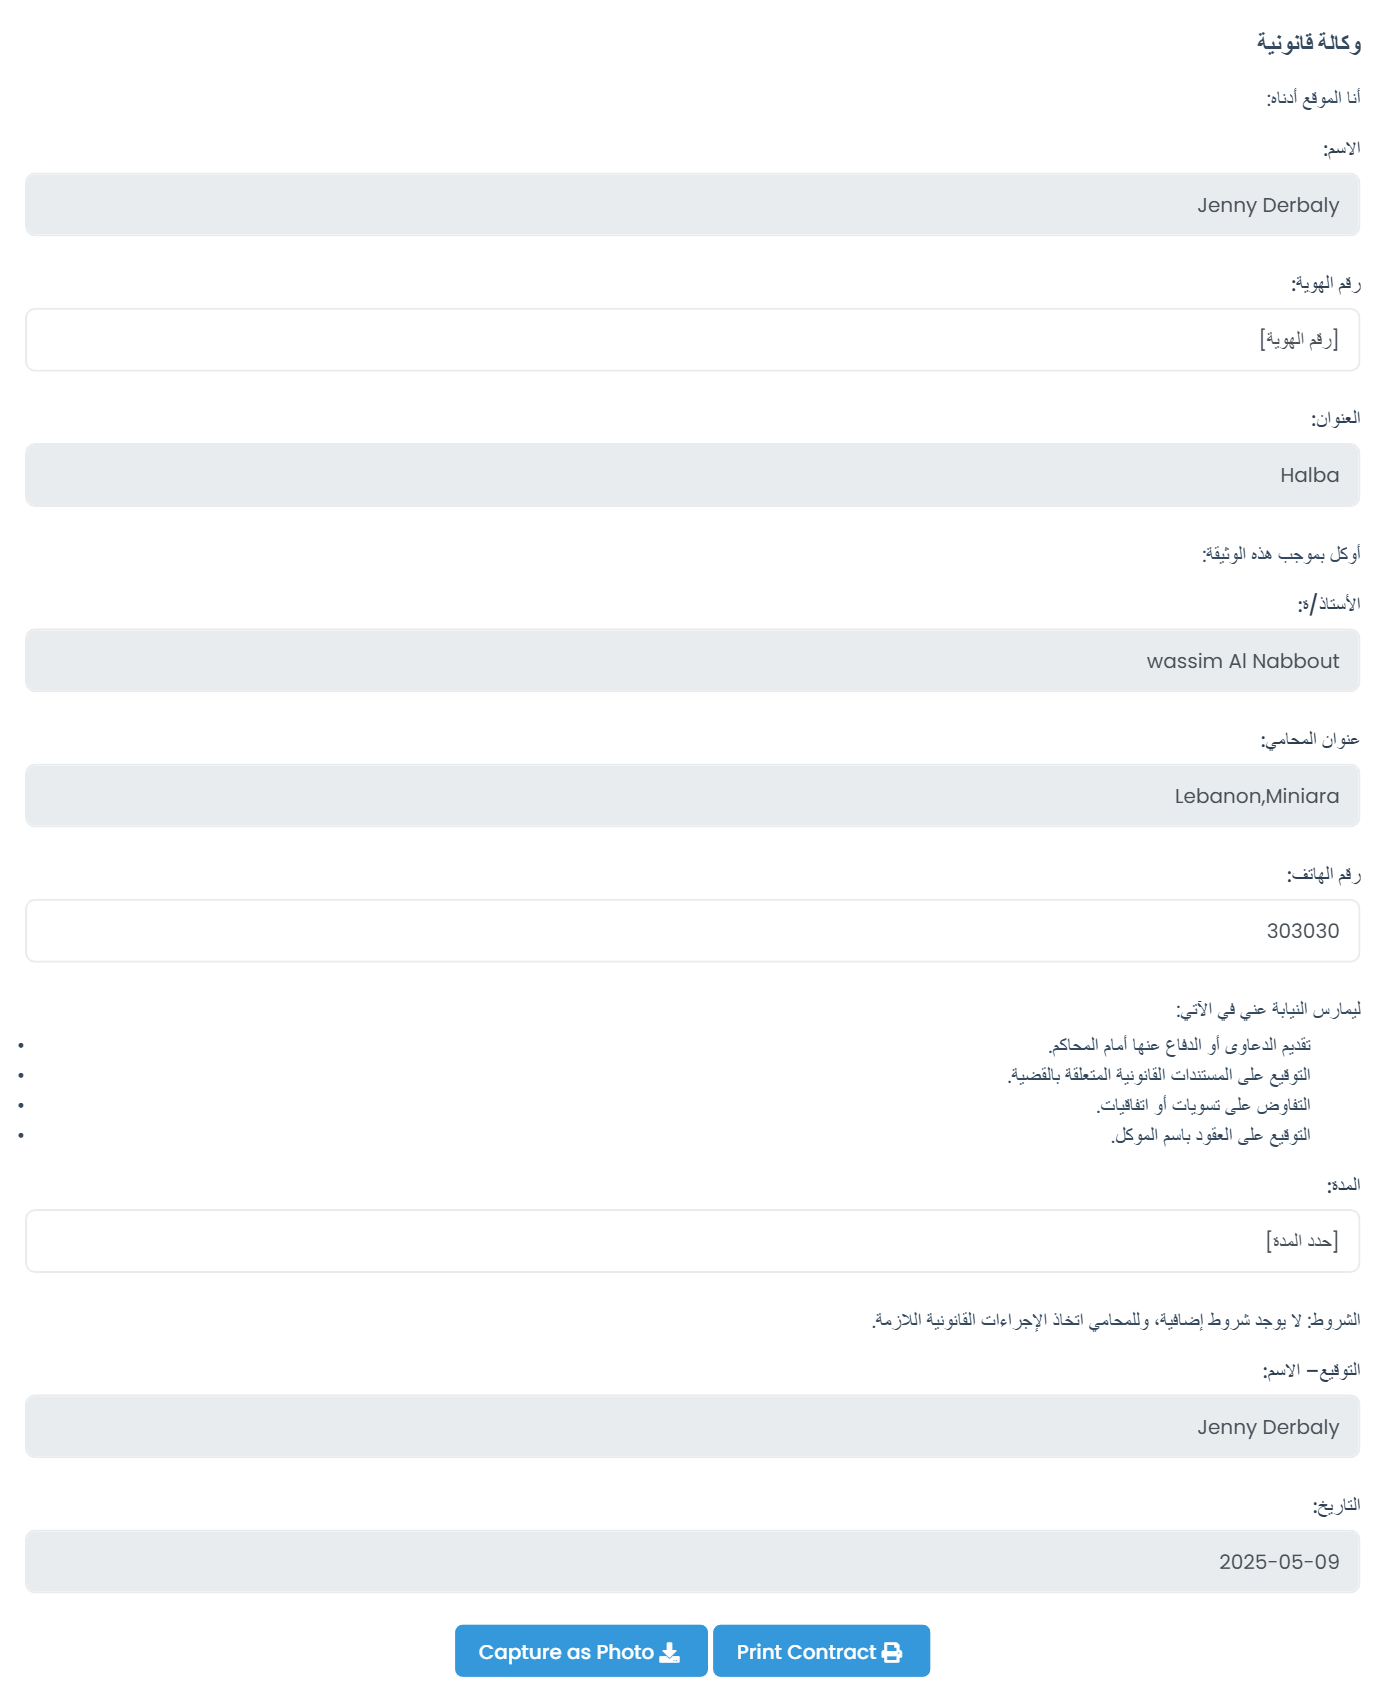 وكالة قانونية
أنا الموقع أدناه:
الاسم:
Jenny Derbaly
رقم الهوية:
[رقم الهوية]
العنوان:
Halba
أوكل بموجب هذه الوثيقة:
الأستاذ/ة:
wassim Al Nabbout
عنوان المحامي:
Lebanon,Miniara
رقم الهاتف:
303030
ليمارس النيابة عني في الآتي:
• تقديم الدعاوى أو الدفاع عنها أمام المحاكم.
• التوقيع على المستندات القانونية المتعلقة بالقضية.
• التفاوض على تسويات أو اتفاقيات.
• التوقيع على العقود باسم الموكل.
المدة:
[حدد المدة]
الشروط: لا يوجد شروط إضافية، وللمحامي اتخاذ الإجراءات القانونية اللازمة.
التوقيع– الاسم:
Jenny Derbaly
التاريخ:
2025-05-09
Capture as Photo Print Contract